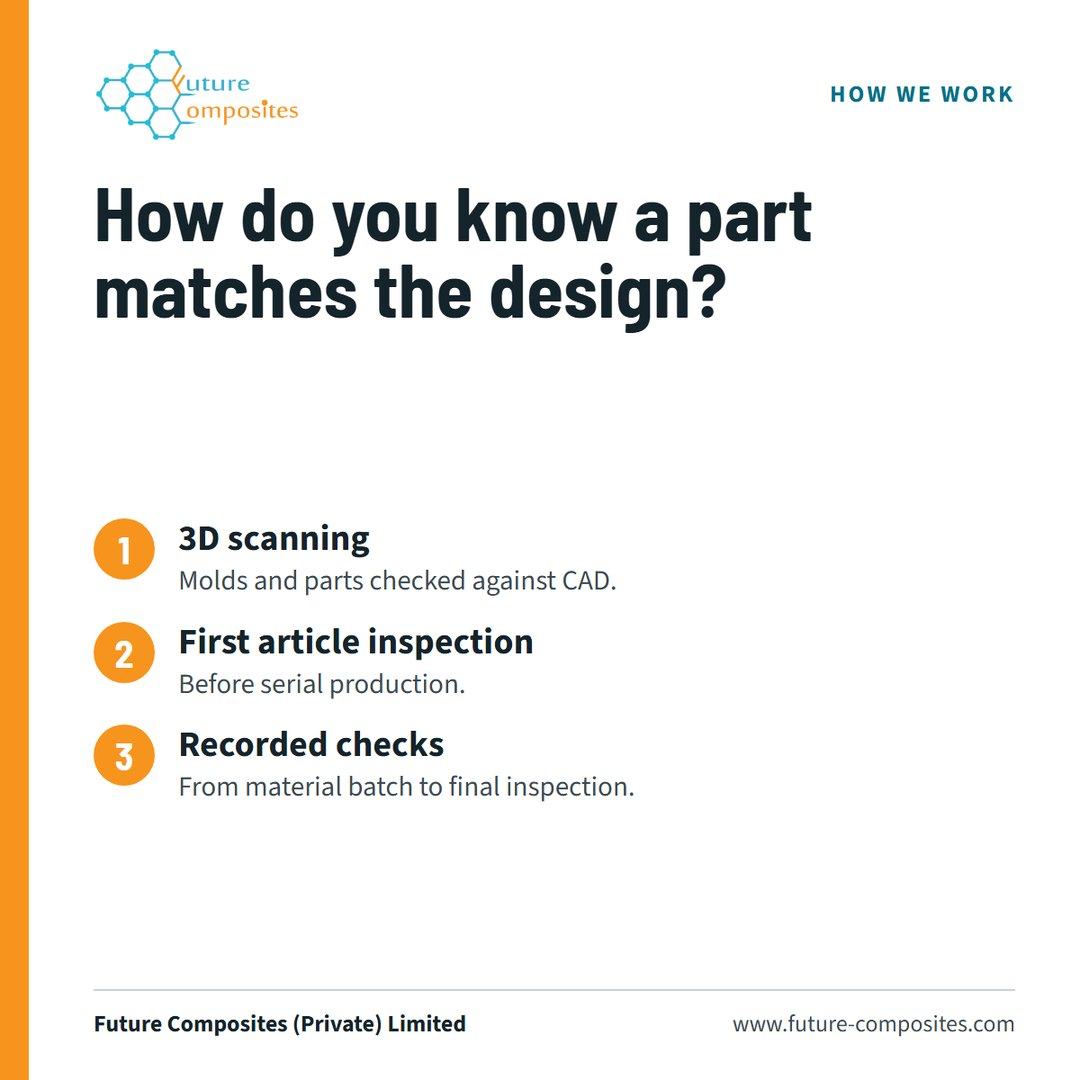 uture
omposites
HOW WE WORK
How do you know a part
matches the design?
1
3D scanning
Molds and parts checked against CAD.
2
First article inspection
Before serial production.
3
Recorded checks
From material batch to final inspection.
Future Composites (Private) Limited
www.future-composites.com